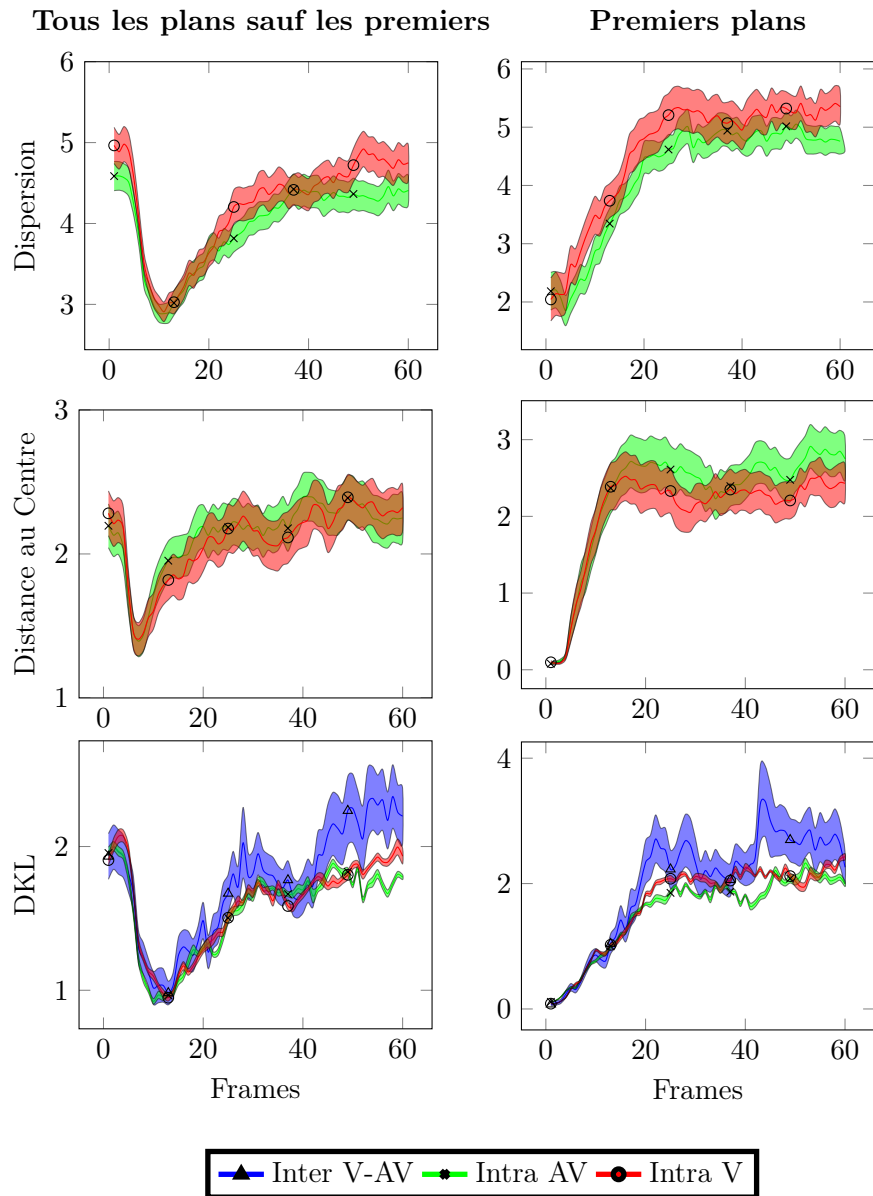 Tous les plans sauf les premiers
Premiers plans
Dispersion
6
5
4
3
0 20 40 60
6
5
4
3
2
0 20 40 60
Distance au Centre
3
2
1
0 20 40 60
3
2
1
0
0 20 40 60
DKL
2
1
0 20 40 60
Frames
4
2
0
0 20 40 60
Frames
Inter V-AV Intra AV Intra V